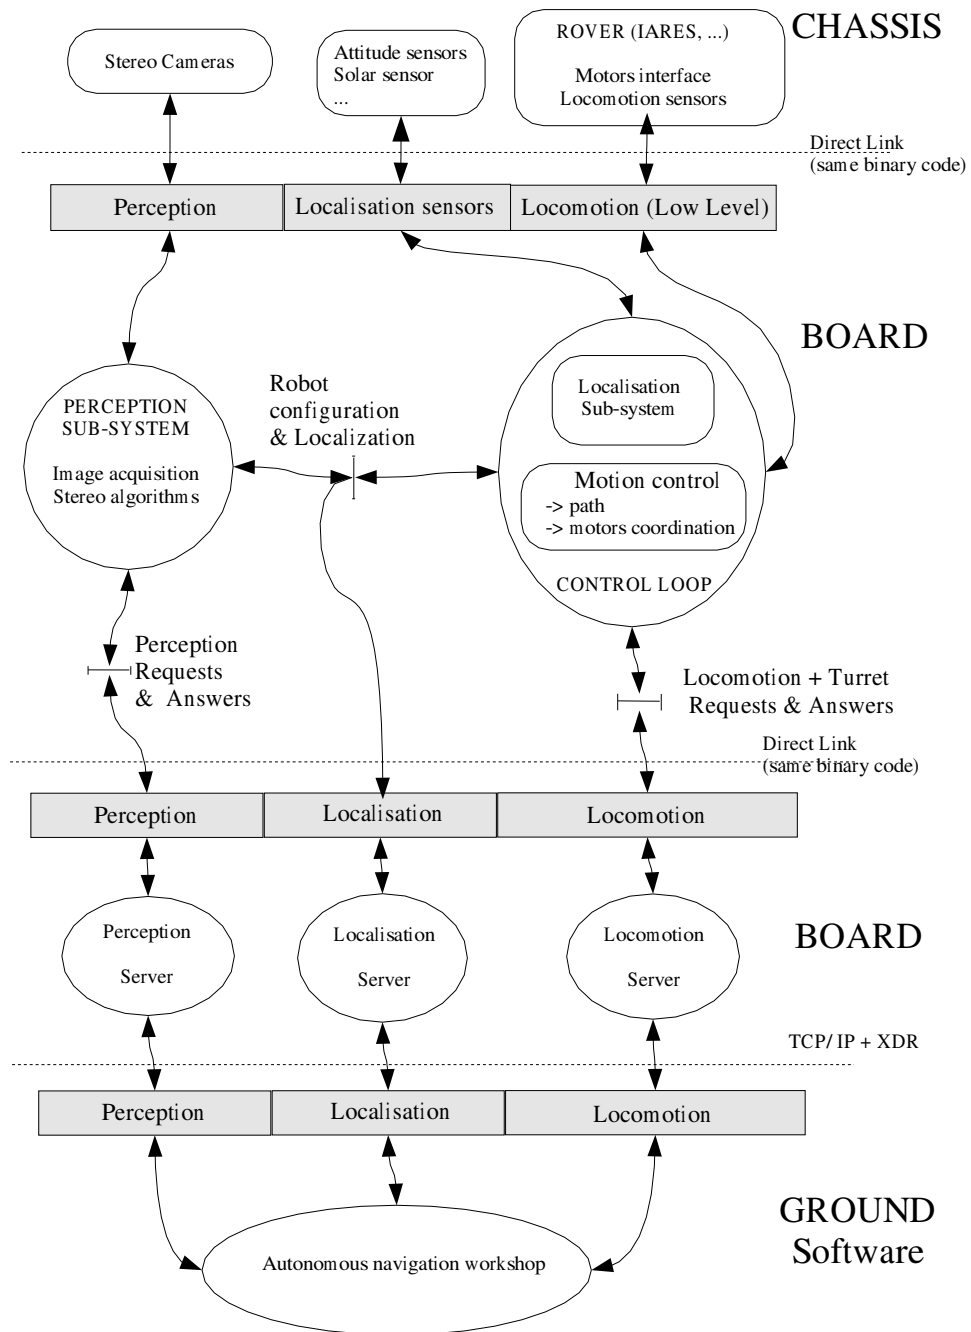 CHASSIS
Stereo Cameras
Attitude sensors
Solar sensor
...
ROVER (IARES, ...)
Motors interface
Locomotion sensors
Direct Link
(same binary code)
Perception
Localisation sensors
Locomotion (Low Level)
BOARD
PERCEPTION
SUB-SYSTEM
Image acquisition
Stereo algorithms
Robot
configuration
& Localization
Localisation
Sub-system
Motion control
-> path
-> motors coordination
CONTROL LOOP
Perception
Requests
& Answers
Locomotion + Turret
Requests & Answers
Direct Link
(same binary code)
Perception
Localisation
Locomotion
BOARD
Perception
Server
Localisation
Server
Locomotion
Server
TCP/ IP + XDR
Perception
Localisation
Locomotion
GROUND
Software
Autonomous navigation workshop